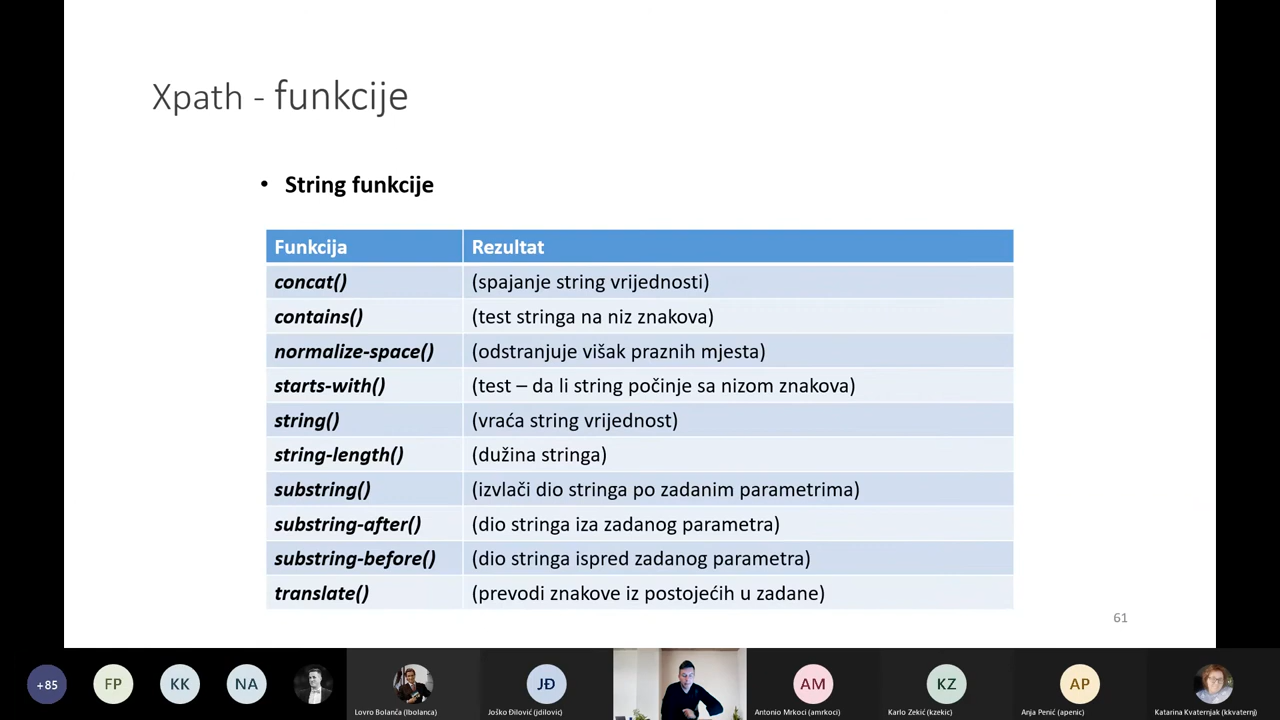 Xpath - funkcije
• String funkcije
Funkcija Rezultat
concat() (spajanje string vrijednosti)
contains() (test stringa na niz znakova)
normalize-space() (odstranjuje višak praznih mjesta)
starts-with() (test – da li string počinje sa nizom znakova)
string() (vraća string vrijednost)
string-length() (dužina stringa)
substring() (izvlači dio stringa po zadanim parametrima)
substring-after() (dio stringa iza zadanog parametra)
substring-before() (dio stringa ispred zadanog parametra)
translate() (prevodi znakove iz postojećih u zadane)
61
+85 FP KK NA JĐ AM KZ AP
Lovro Bolanča (lbolanca) Joško Đilović (jdilovic) Antonio Mrkoci (amrkoci) Karlo Zekić (kzekic) Anja Penić (apenic) Katarina Kvaternjak (kkvaternj)